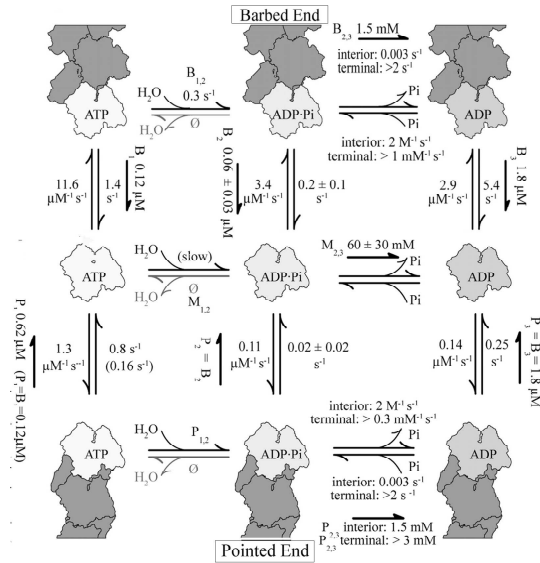 Barbed End
B2,3 1.5 mM
interior: 0.003 s-1
terminal: >2 s-1
B1,2
H2O 0.3 s-1
Pi
ATP
ADP·Pi
ADP
H2O Ø
Pi
interior: 2 M-1 s-1
terminal: > 1 mM-1 s-1
B1 0.12 µM
B2 0.06 ± 0.03 µM
B3 1.8 µM
11.6 µM-1 s-1
1.4 s-1
3.4 µM-1 s-1
0.2 ± 0.1 s-1
2.9 µM-1 s-1
5.4 s-1
H2O (slow)
M2,3 60 ± 30 mM
Pi
ATP
ADP·Pi
ADP
H2O Ø
M1,2
Pi
P1 0.62 µM (P1=B=0.12µM)
1.3 µM-1 s-1
0.8 s-1
(0.16 s-1)
P2 = B2
0.11 µM-1 s-1
0.02 ± 0.02 s-1
0.14 µM-1 s-1
0.25 s-1
P3 = B3 = 1.8 µM
interior: 2 M-1 s-1
terminal: > 0.3 mM-1 s-1
H2O P1,2
Pi
ATP
ADP·Pi
ADP
H2O Ø
Pi
interior: 0.003 s-1
terminal: >2 s-1
P2,3 interior: 1.5 mM
P2,3 terminal: > 3 mM
Pointed End